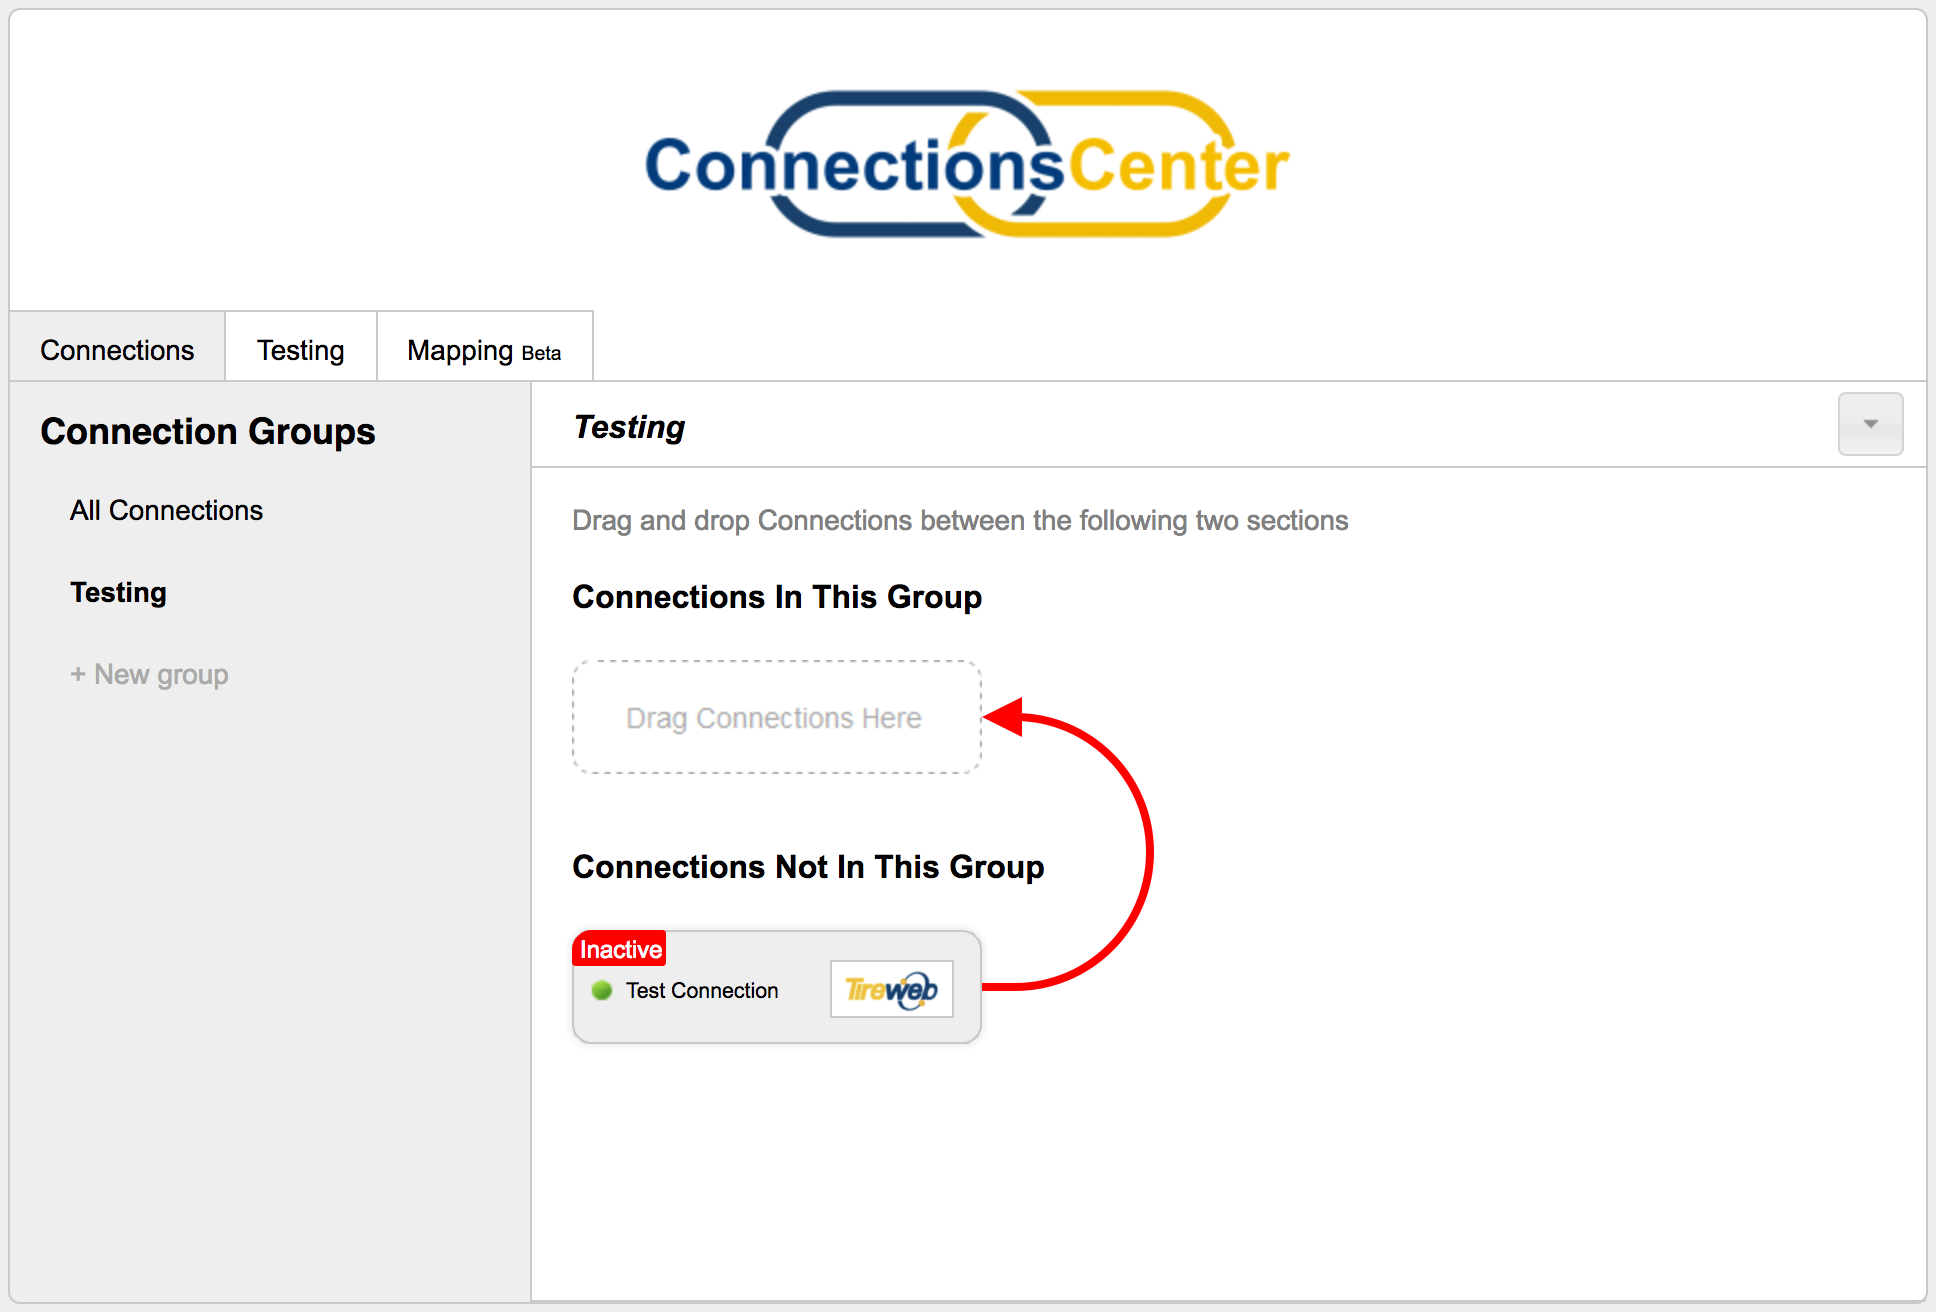 ConnectionsCenter
Connections
Testing
Mapping Beta
Connection Groups
All Connections
Testing
+ New group
Testing
Drag and drop Connections between the following two sections
Connections In This Group
Drag Connections Here
Connections Not In This Group
Inactive
Test Connection
Tireweb